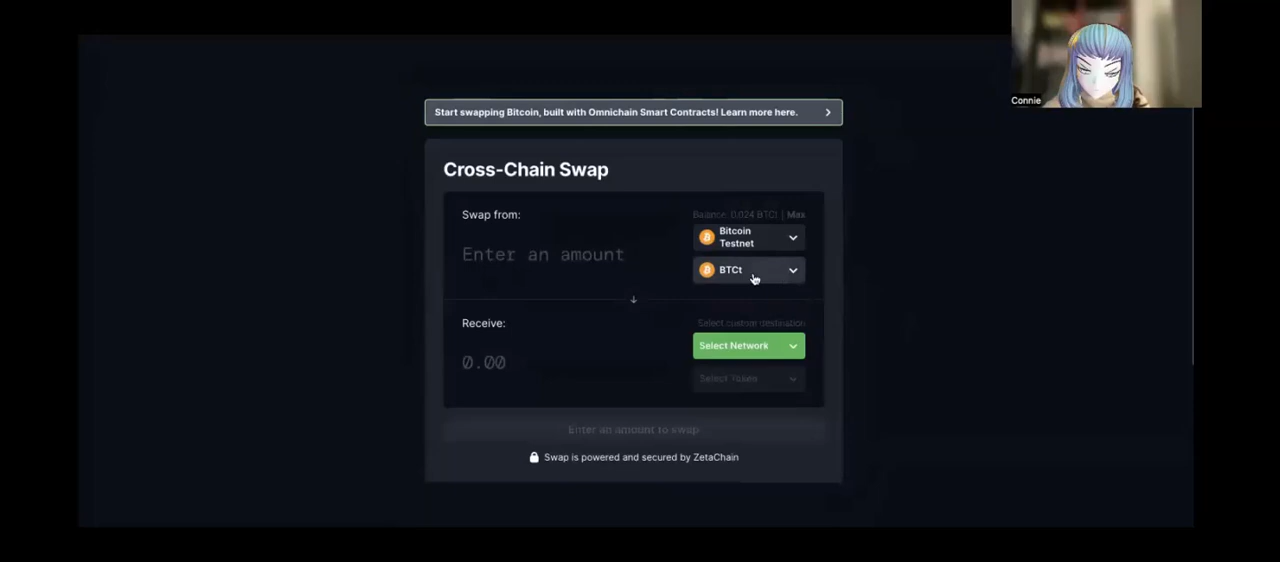 Connie
Start swapping Bitcoin, built with Omnichain Smart Contracts! Learn more here.
Cross-Chain Swap
Swap from:
Balance: 0.024 BTCt | Max
Bitcoin
Testnet
Enter an amount
BTCt
Receive:
Select custom destination
Select Network
0.00
Select Token
Enter an amount to swap
Swap is powered and secured by ZetaChain